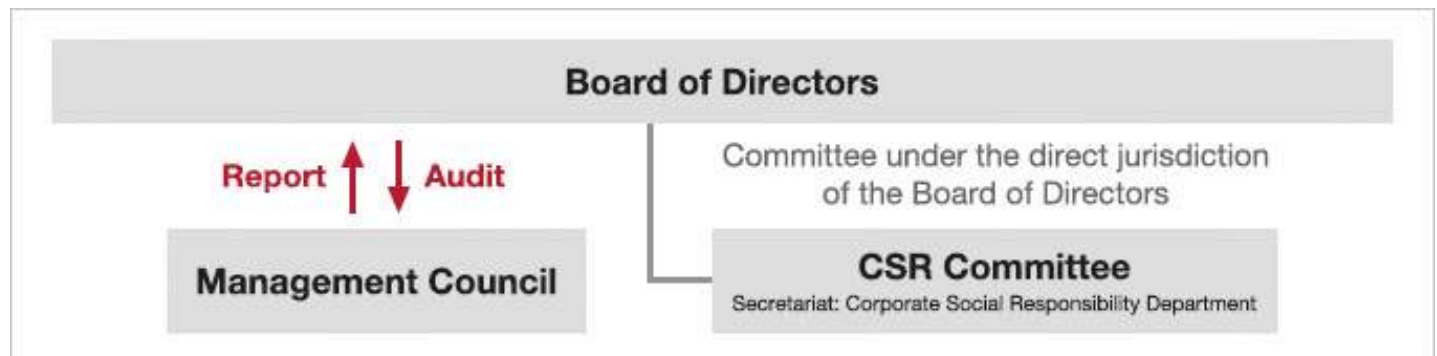 Board of Directors
Report
Audit
Committee under the direct jurisdiction
of the Board of Directors
Management Council
CSR Committee
Secretariat: Corporate Social Responsibility Department